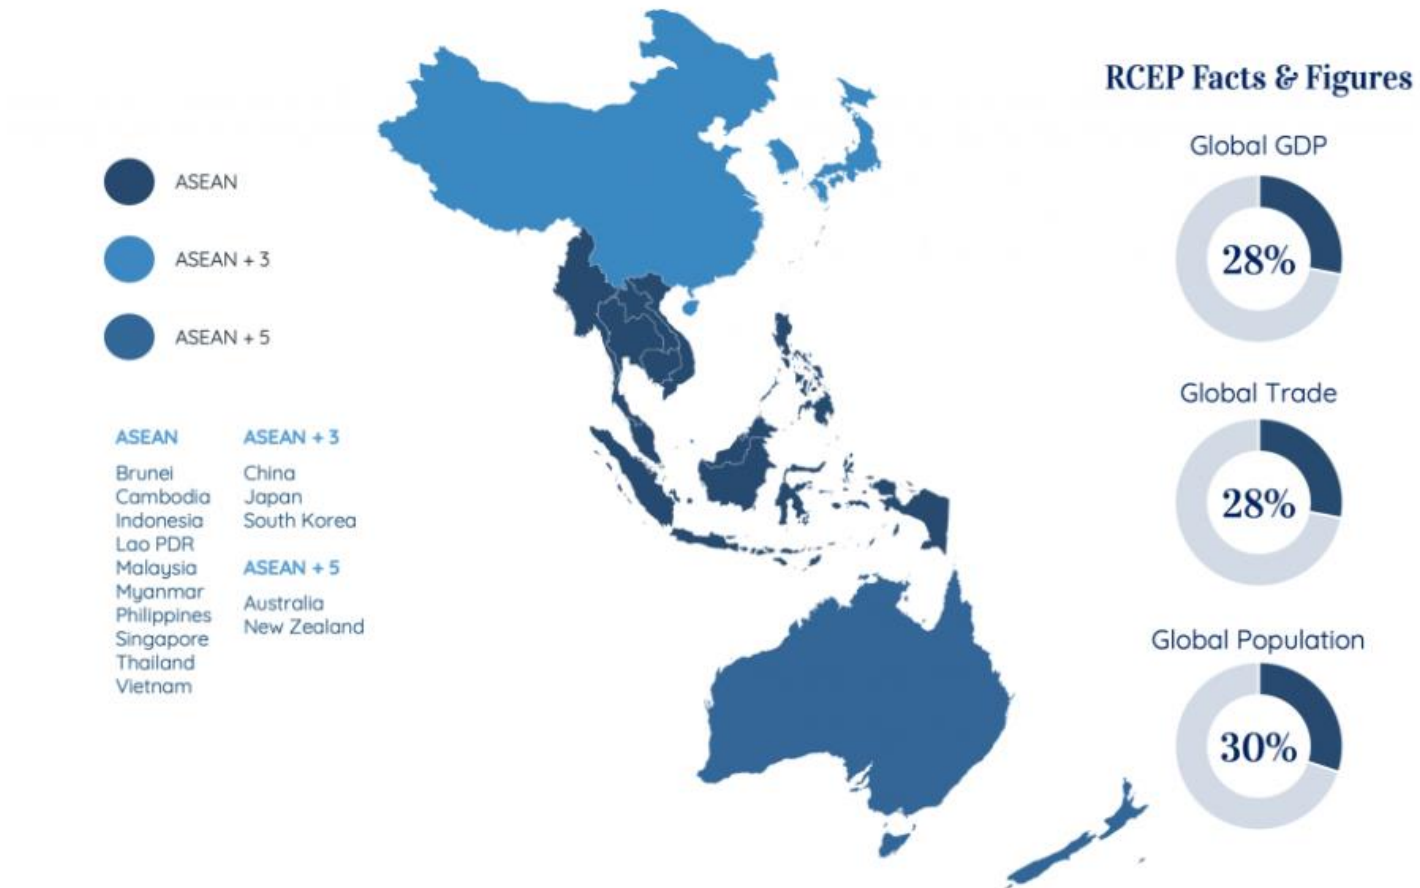 RCEP Facts & Figures
Global GDP
28%
Global Trade
28%
Global Population
30%
ASEAN
ASEAN + 3
ASEAN + 5
ASEAN
Brunei
Cambodia
Indonesia
Lao PDR
Malaysia
Myanmar
Philippines
Singapore
Thailand
Vietnam
ASEAN + 3
China
Japan
South Korea
ASEAN + 5
Australia
New Zealand